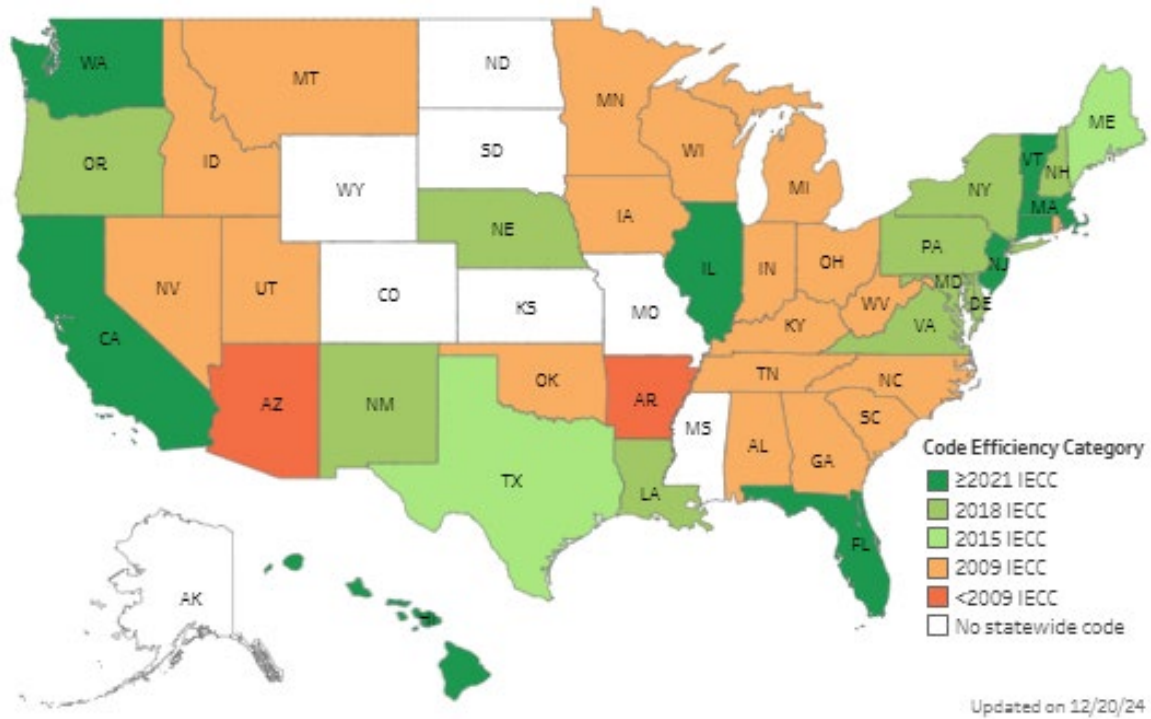 WA
MT
ND
MN
ME
OR
ID
SD
WI
VT
NH
WY
MI
NY
MA
NE
IA
PA
NV
UT
CO
KS
MO
IL
IN
OH
NJ
MD
DE
WV
VA
KY
CA
AZ
NM
OK
AR
TN
NC
SC
MS
AL
GA
TX
LA
FL
AK
Code Efficiency Category
≥2021 IECC
2018 IECC
2015 IECC
2009 IECC
<2009 IECC
No statewide code
Updated on 12/20/24